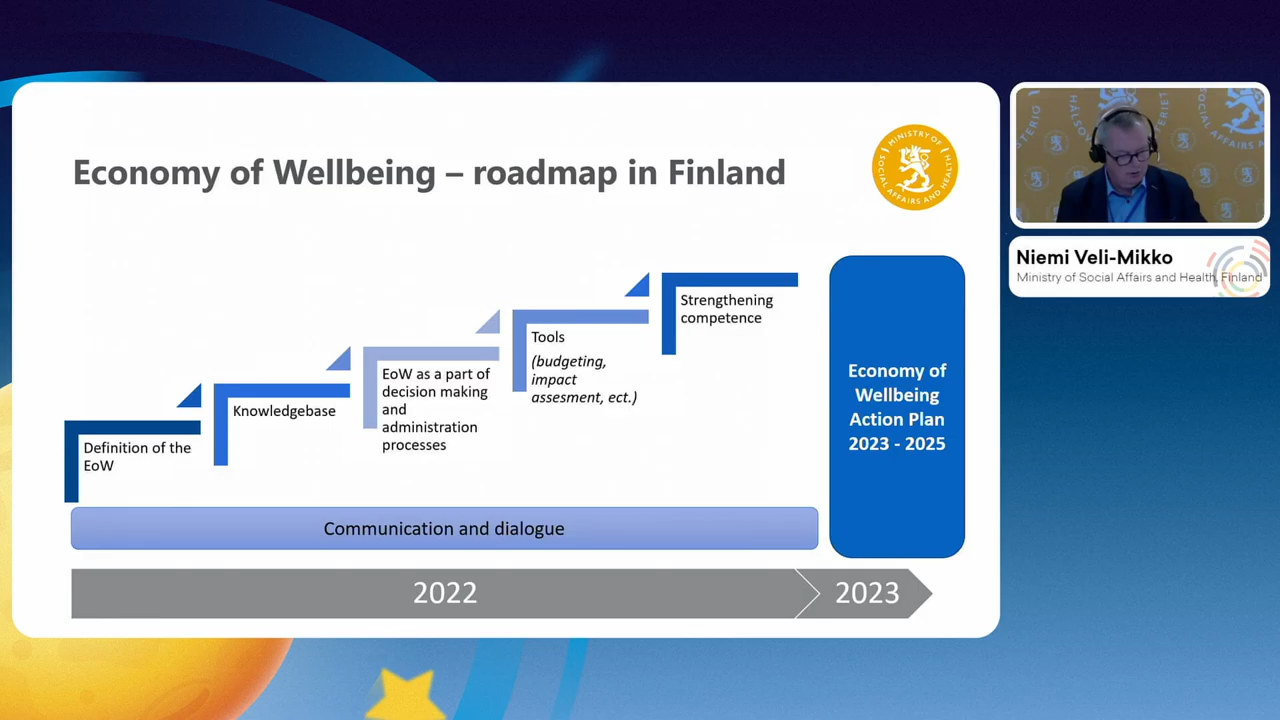 Economy of Wellbeing – roadmap in Finland
MINISTRY OF
SOCIAL AFFAIRS AND HEALTH
Definition of the
EoW
Knowledgebase
EoW as a part of
decision making
and
administration
processes
Tools
(budgeting,
impact
assesment, ect.)
Strengthening
competence
Economy of
Wellbeing
Action Plan
2023 - 2025
Communication and dialogue
2022
2023
Niemi Veli-Mikko
Ministry of Social Affairs and Health, Finland